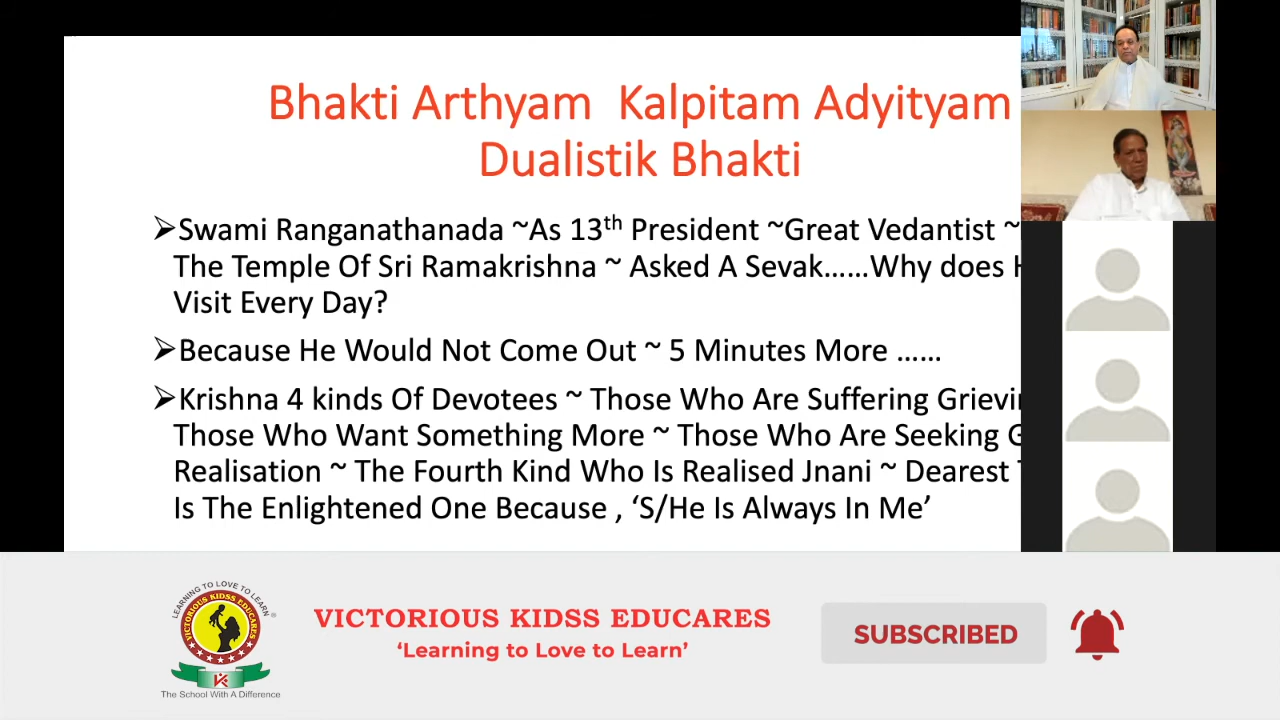 Bhakti Arthyam Kalpitam Adyityam
Dualistik Bhakti
➢Swami Ranganathanada ~As 13th President ~Great Vedantist ~
The Temple Of Sri Ramakrishna ~ Asked A Sevak......Why does
Visit Every Day?
➢Because He Would Not Come Out ~ 5 Minutes More ......
➢Krishna 4 kinds Of Devotees ~ Those Who Are Suffering
Those Who Want Something More ~ Those Who Are Seeking
Realisation ~ The Fourth Kind Who Is Realised Jnani ~ Dearest
Is The Enlightened One Because , ‘S/He Is Always In Me’
LEARNING TO LOVE TO LEARN
VICTORIOUS KIDSS EDUCARES
The School With A Difference
VICTORIOUS KIDSS EDUCARES
‘Learning to Love to Learn’
SUBSCRIBED